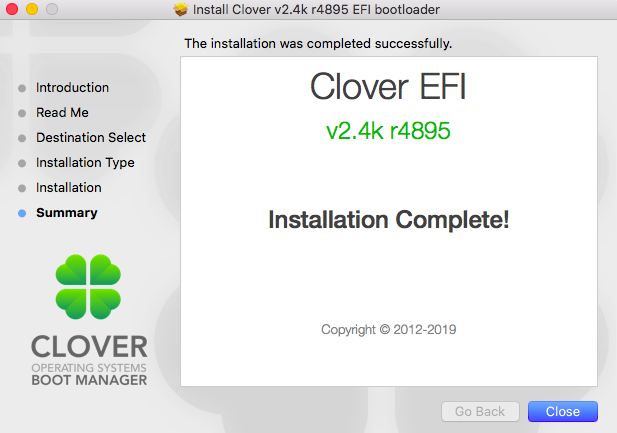 Install Clover v2.4k r4895 EFI bootloader
The installation was completed successfully.
Introduction
Read Me
Destination Select
Installation Type
Installation
Summary
CLOVER
OPERATING SYSTEMS
BOOT MANAGER
Clover EFI
v2.4k r4895
Installation Complete!
Copyright © 2012-2019
Go Back
Close